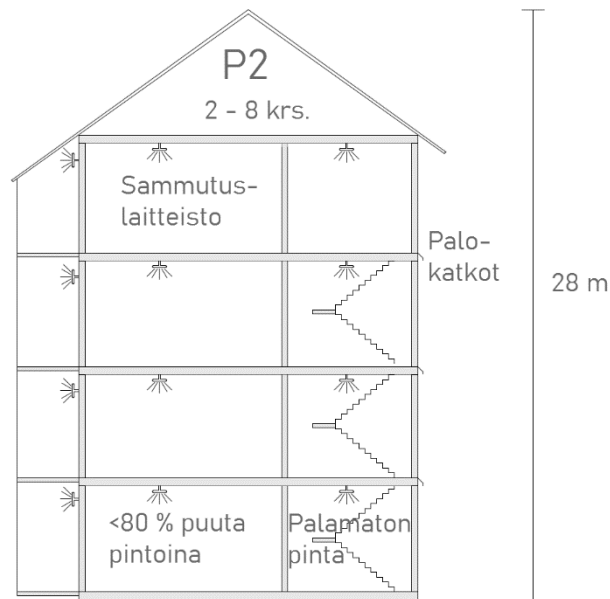 P2
2 - 8 krs.
Sammutus-
laitteisto
Palo-
katkot
28 m
<80 % puuta
pintoina
Palamaton
pinta